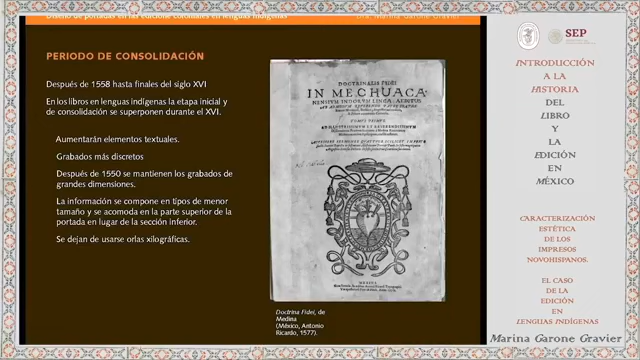 Diseño de portadas en las ediciones coloniales en lenguas indígenas
Dra. Marina Garone Gravier
PERIODO DE CONSOLIDACIÓN
Después de 1558 hasta finales del siglo XVI
En los libros en lenguas indígenas la etapa inicial y
de consolidación se superponen durante el XVI.
Aumentarán elementos textuales.
Grabados más discretos
Después de 1550 se mantienen los grabados de
grandes dimensiones.
La información se compone en tipos de menor
tamaño y se acomoda en la parte superior de la
portada en lugar de la sección inferior.
Se dejan de usarse orlas xilográficas.
DOCTRINALIS FIDEI
IN MECHUACA
NENSIUM INDORUM LINGUA
MEXICI
Doctrina Fidei, de
Medina
(México, Antonio
Ricardo, 1577).
SEP
INTRODUCCIÓN
A LA
HISTORIA
DEL
LIBRO
Y
LA
EDICIÓN
EN
MÉXICO
CARACTERIZACIÓN
ESTÉTICA
DE LOS
IMPRESOS
NOVOHISPANOS.
EL CASO
DE LA
EDICIÓN
EN
LENGUAS INDÍGENAS
Marina Garone Gravier